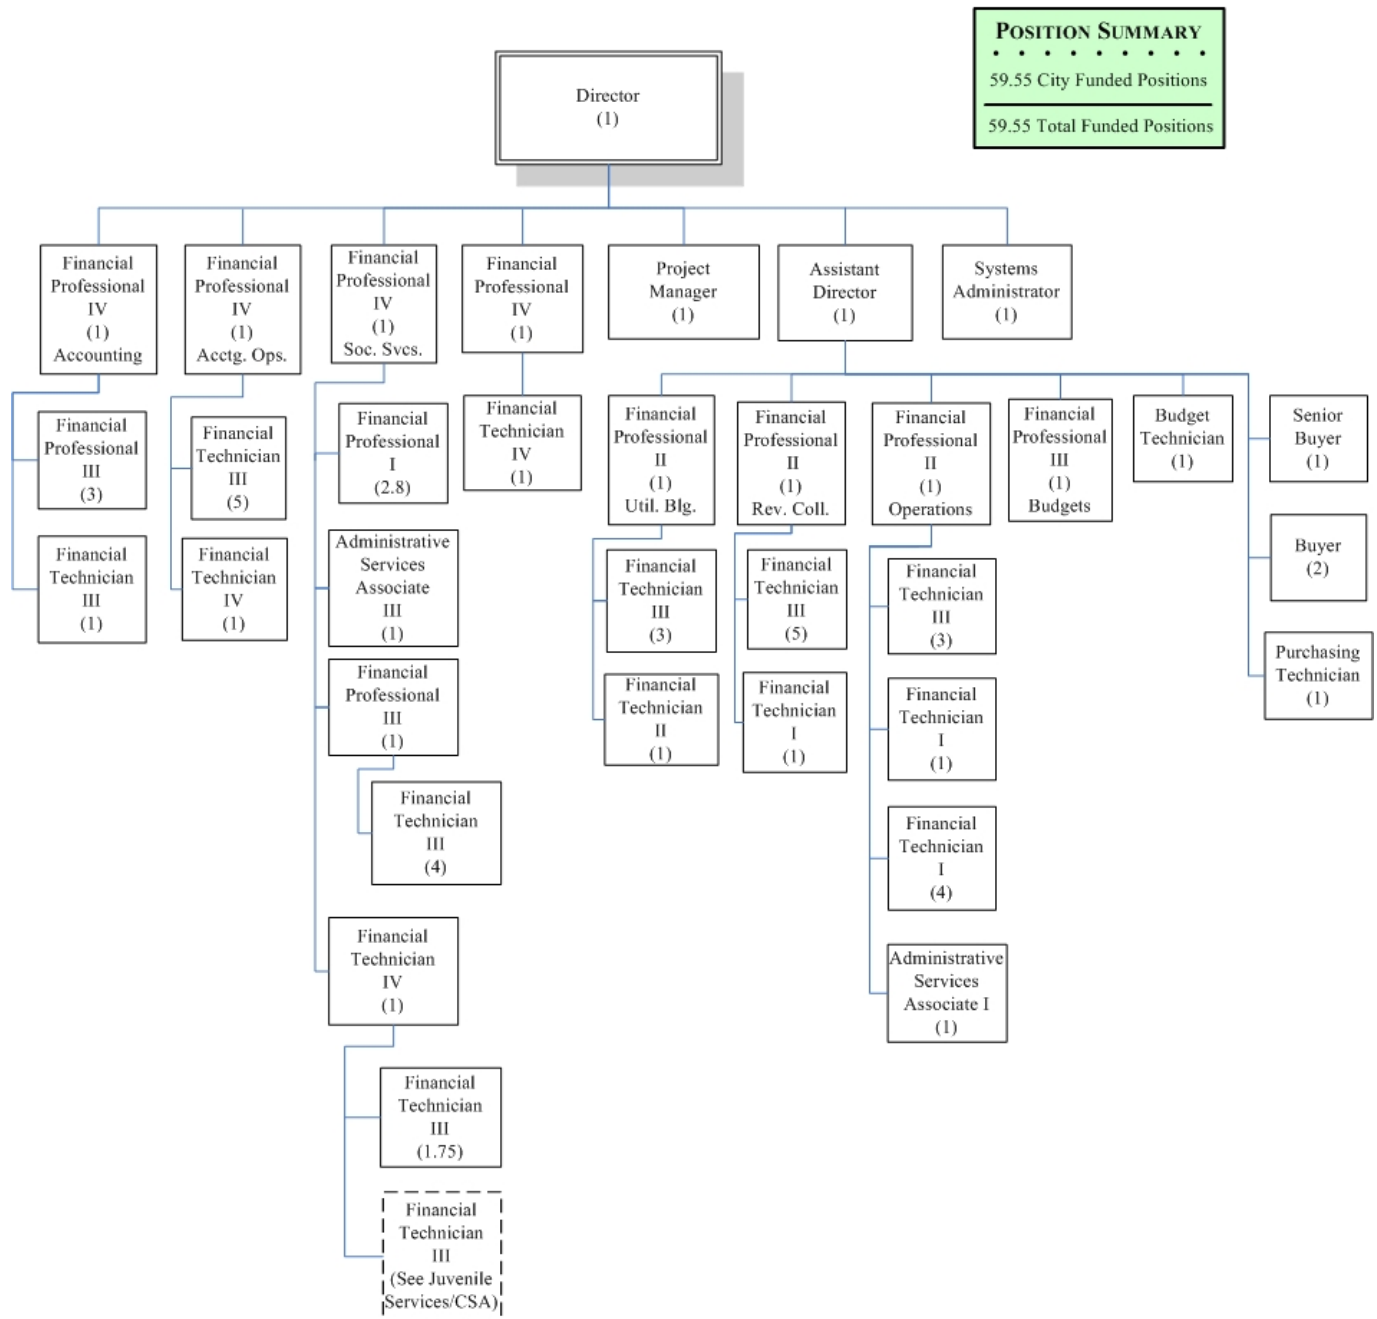 POSITION SUMMARY
59.55 City Funded Positions
59.55 Total Funded Positions
Director
(1)
Financial
Professional
IV
(1)
Accounting
Financial
Professional
IV
(1)
Acctg. Ops.
Financial
Professional
IV
(1)
Soc. Svcs.
Financial
Professional
IV
(1)
Project
Manager
(1)
Assistant
Director
(1)
Systems
Administrator
(1)
Financial
Professional
III
(3)
Financial
Technician
III
(1)
Financial
Technician
III
(5)
Financial
Technician
IV
(1)
Financial
Professional
I
(2.8)
Administrative
Services
Associate
III
(1)
Financial
Professional
III
(1)
Financial
Technician
III
(4)
Financial
Technician
IV
(1)
Financial
Technician
III
(1.75)
Financial
Technician
III
(See Juvenile
Services/CSA)
Financial
Technician
IV
(1)
Financial
Professional
II
(1)
Util. Blg.
Financial
Technician
III
(3)
Financial
Technician
II
(1)
Financial
Professional
II
(1)
Rev. Coll.
Financial
Technician
III
(5)
Financial
Technician
I
(1)
Financial
Professional
II
(1)
Operations
Financial
Technician
III
(3)
Financial
Technician
I
(1)
Financial
Technician
I
(4)
Administrative
Services
Associate I
(1)
Financial
Professional
III
(1)
Budgets
Budget
Technician
(1)
Senior
Buyer
(1)
Buyer
(2)
Purchasing
Technician
(1)